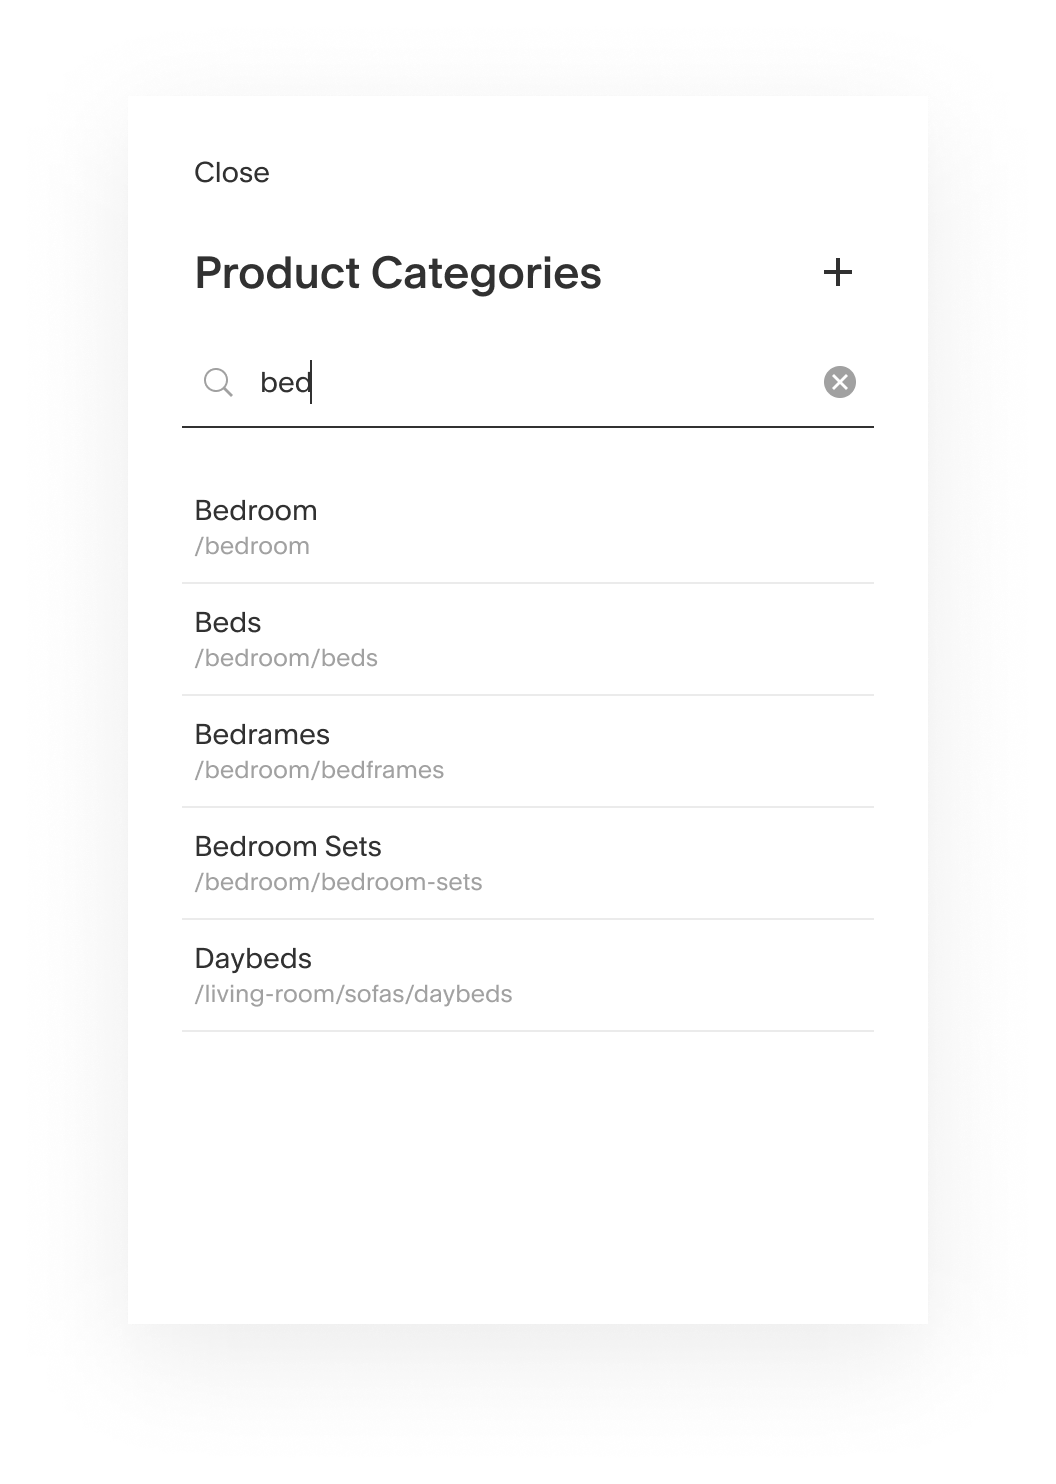 Close
Product Categories
bed
Bedroom
/bedroom
Beds
/bedroom/beds
Bedrames
/bedroom/bedframes
Bedroom Sets
/bedroom/bedroom-sets
Daybeds
/living-room/sofas/daybeds